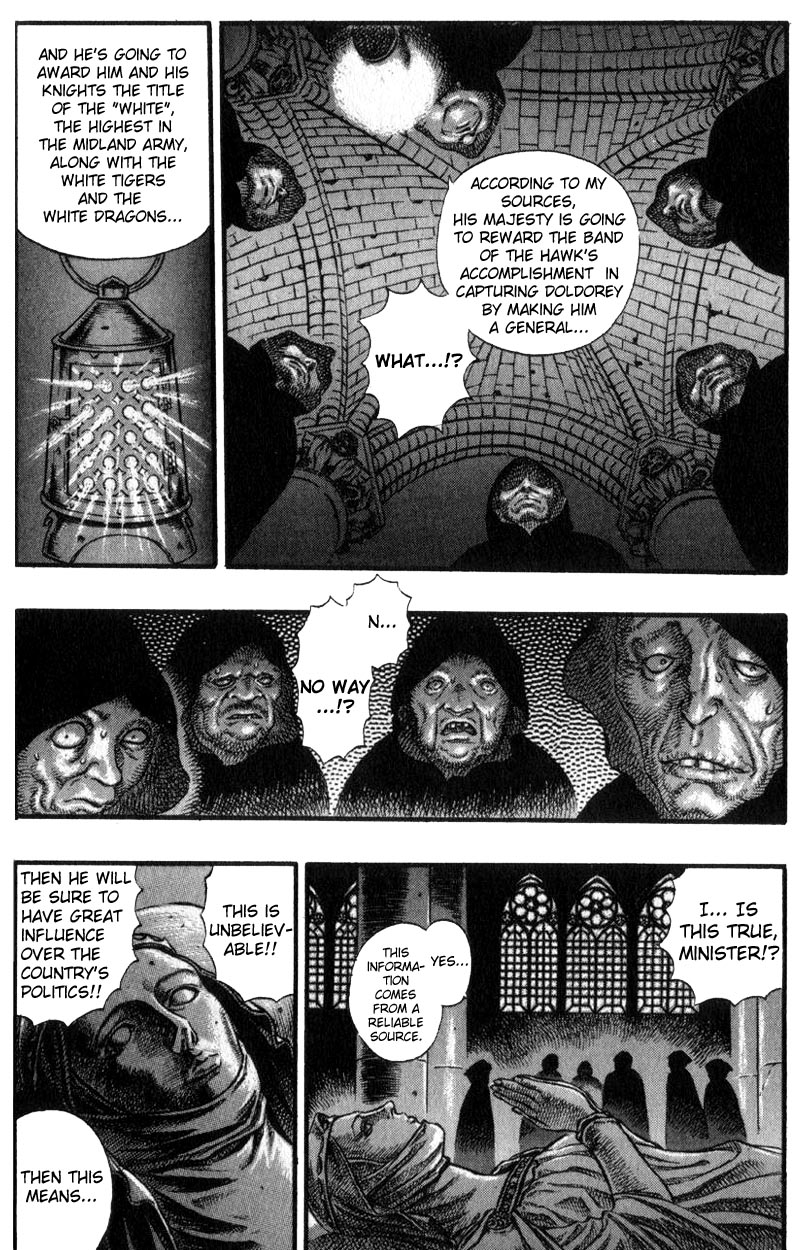 ACCORDING TO MY
SOURCES,
HIS MAJESTY IS GOING
TO REWARD THE BAND
OF THE HAWK'S
ACCOMPLISHMENT IN
CAPTURING DOLDOREY
BY MAKING HIM
A GENERAL...
WHAT...!?
AND HE'S GOING TO
AWARD HIM AND HIS
KNIGHTS THE TITLE
OF THE "WHITE",
THE HIGHEST IN
THE MIDLAND ARMY,
ALONG WITH THE
WHITE TIGERS
AND THE
WHITE DRAGONS...
N...
NO WAY
...!?
I... IS
THIS TRUE,
MINISTER!?
YES...
THIS
INFORMA-
TION
COMES
FROM A
RELIABLE
SOURCE.
THIS IS
UNBELIEV-
ABLE!!
THEN HE WILL
BE SURE TO
HAVE GREAT
INFLUENCE
OVER THE
COUNTRY'S
POLITICS!!
THEN THIS
MEANS...